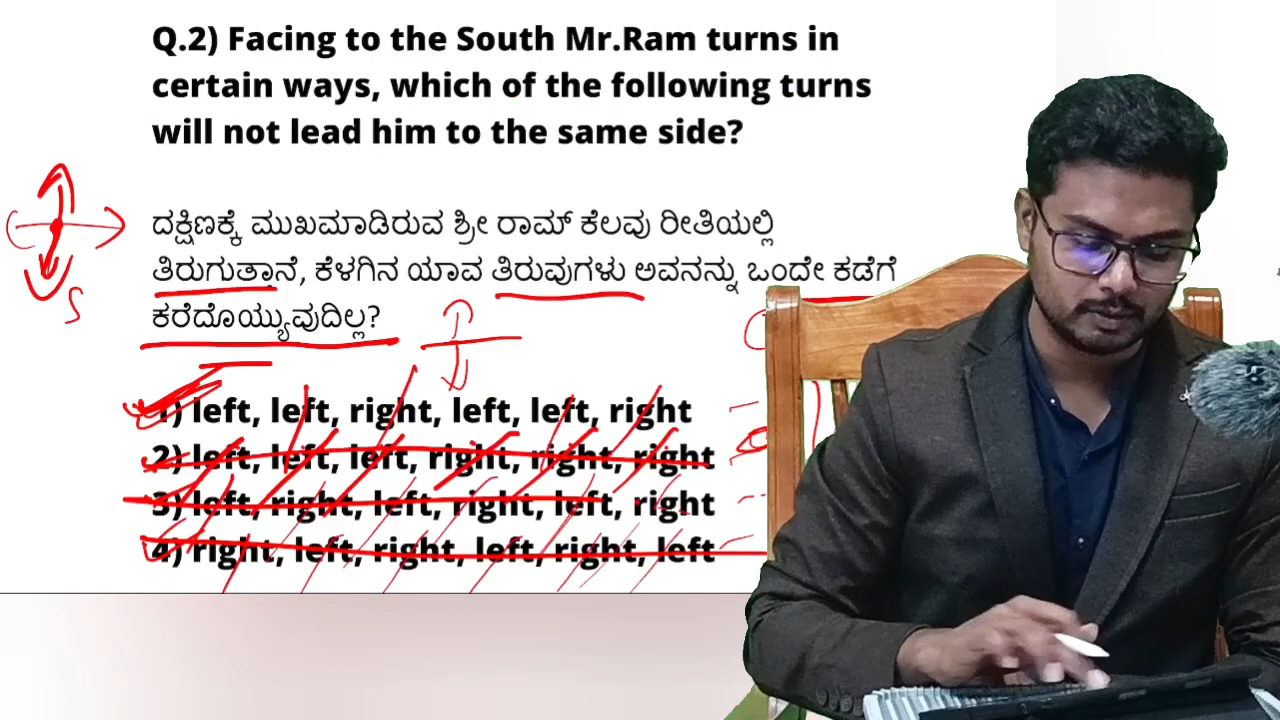 Q.2) Facing to the South Mr.Ram turns in
certain ways, which of the following turns
will not lead him to the same side?
ದಕ್ಷಿಣಕ್ಕೆ ಮುಖಮಾಡಿರುವ ಶ್ರೀ ರಾಮ್ ಕೆಲವು ರೀತಿಯಲ್ಲಿ
ತಿರುಗುತ್ತಾನೆ, ಕೆಳಗಿನ ಯಾವ ತಿರುವುಗಳು ಅವನನ್ನು ಒಂದೇ ಕಡೆಗೆ
ಕರೆದೊಯ್ಯುವುದಿಲ್ಲ?
S
1) left, left, right, left, left, right
2) left, left, left, right, right, right
3) left, right, left, right, left, right
4) right, left, right, left, right, left